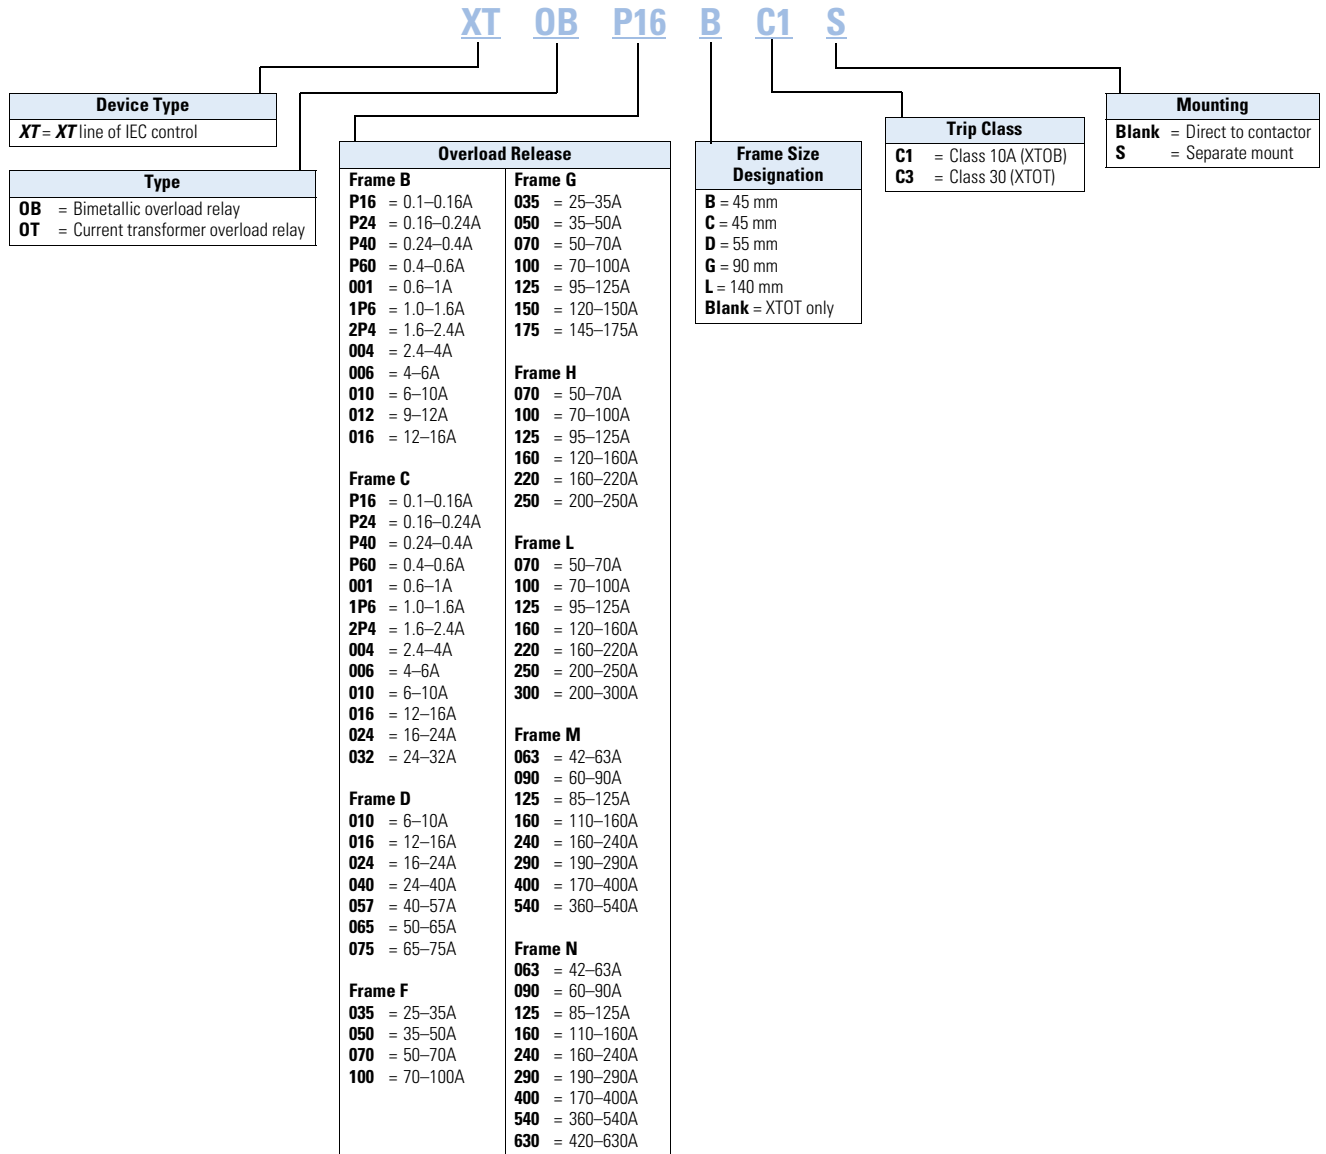 XT OB P16 B C1 S
Device Type
XT = XT line of IEC control
Type
OB = Bimetallic overload relay
OT = Current transformer overload relay
Overload Release
Frame B
P16 = 0.1–0.16A
P24 = 0.16–0.24A
P40 = 0.24–0.4A
P60 = 0.4–0.6A
001 = 0.6–1A
1P6 = 1.0–1.6A
2P4 = 1.6–2.4A
004 = 2.4–4A
006 = 4–6A
010 = 6–10A
012 = 9–12A
016 = 12–16A
Frame C
P16 = 0.1–0.16A
P24 = 0.16–0.24A
P40 = 0.24–0.4A
P60 = 0.4–0.6A
001 = 0.6–1A
1P6 = 1.0–1.6A
2P4 = 1.6–2.4A
004 = 2.4–4A
006 = 4–6A
010 = 6–10A
016 = 12–16A
024 = 16–24A
032 = 24–32A
Frame D
010 = 6–10A
016 = 12–16A
024 = 16–24A
040 = 24–40A
057 = 40–57A
065 = 50–65A
075 = 65–75A
Frame F
035 = 25–35A
050 = 35–50A
070 = 50–70A
100 = 70–100A
Frame G
035 = 25–35A
050 = 35–50A
070 = 50–70A
100 = 70–100A
125 = 95–125A
150 = 120–150A
175 = 145–175A
Frame H
070 = 50–70A
100 = 70–100A
125 = 95–125A
160 = 120–160A
220 = 160–220A
250 = 200–250A
Frame L
070 = 50–70A
100 = 70–100A
125 = 95–125A
160 = 120–160A
220 = 160–220A
250 = 200–250A
300 = 200–300A
Frame M
063 = 42–63A
090 = 60–90A
125 = 85–125A
160 = 110–160A
240 = 160–240A
290 = 190–290A
400 = 170–400A
540 = 360–540A
Frame N
063 = 42–63A
090 = 60–90A
125 = 85–125A
160 = 110–160A
240 = 160–240A
290 = 190–290A
400 = 170–400A
540 = 360–540A
630 = 420–630A
Frame Size
Designation
B = 45 mm
C = 45 mm
D = 55 mm
G = 90 mm
L = 140 mm
Blank = XTOT only
Trip Class
C1 = Class 10A (XTOB)
C3 = Class 30 (XTOT)
Mounting
Blank = Direct to contactor
S = Separate mount